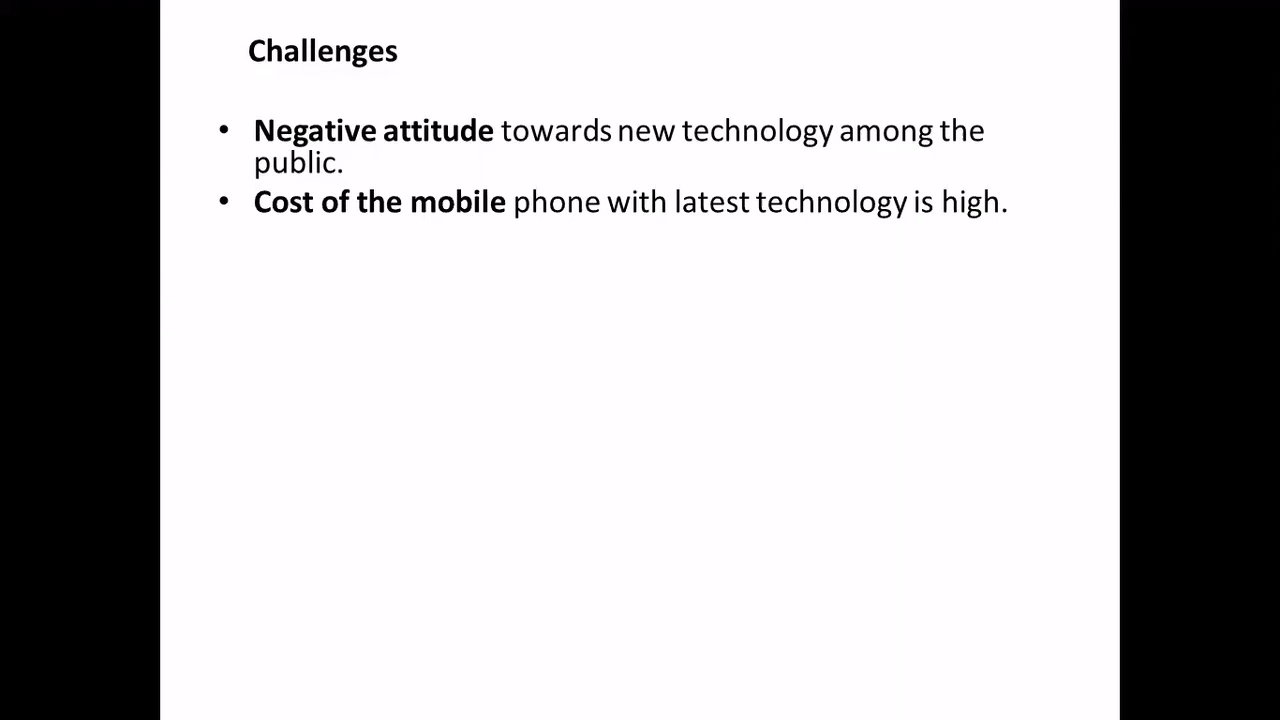 Challenges
• Negative attitude towards new technology among the
public.
• Cost of the mobile phone with latest technology is high.